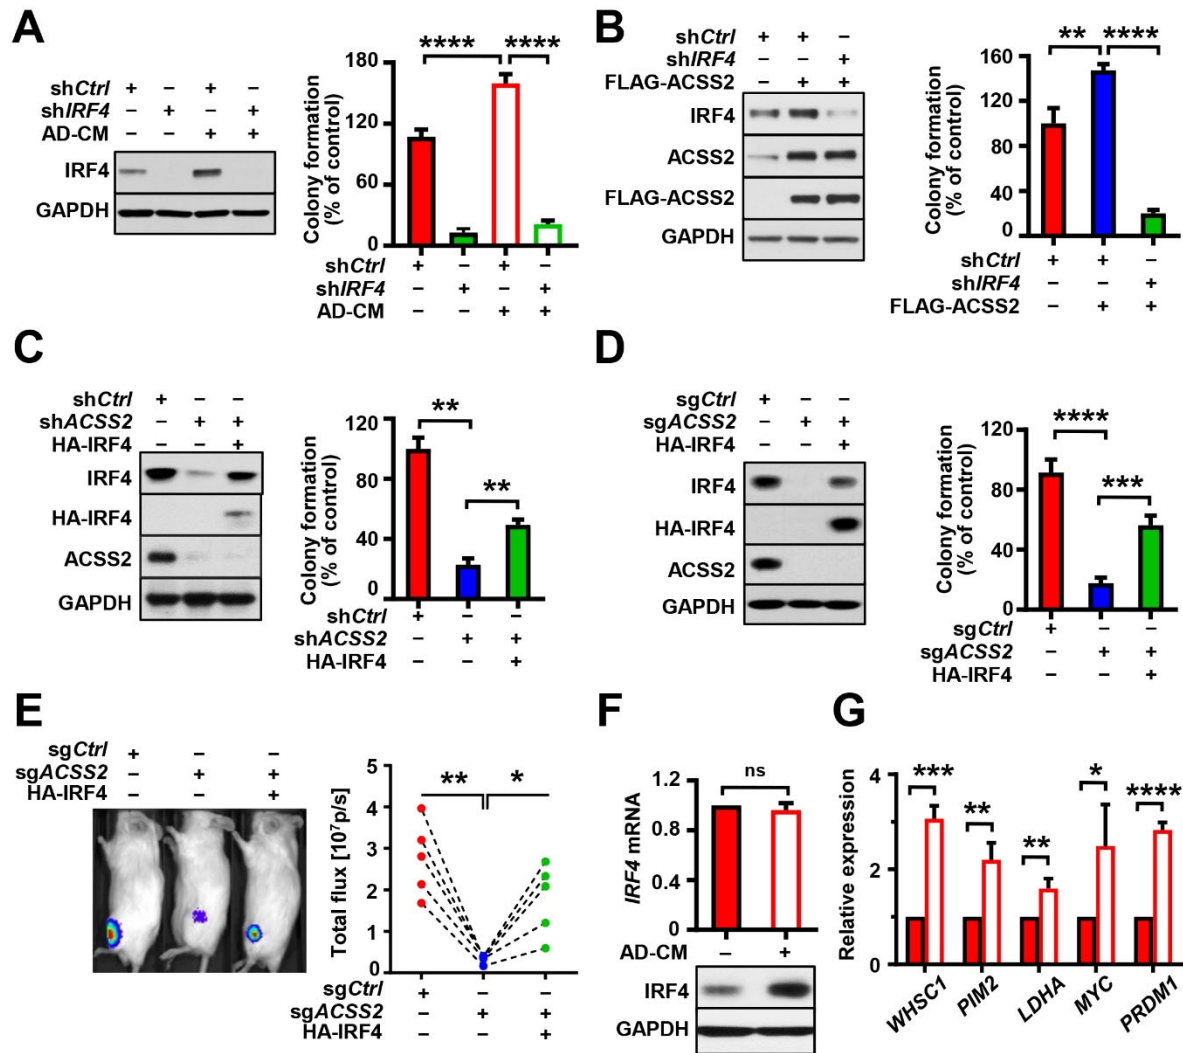 A
shCtrl + – + –
shIRF4 – + – +
AD-CM – – + +
IRF4
GAPDH
Colony formation
(% of control)
180
120
60
0
**** ****
shCtrl + – + –
shIRF4 – + – +
AD-CM – – + +
B
shCtrl + + –
shIRF4 – – +
FLAG-ACSS2 – + +
IRF4
ACSS2
FLAG-ACSS2
GAPDH
Colony formation
(% of control)
160
120
80
40
0
** ****
shCtrl + + –
shIRF4 – – +
FLAG-ACSS2 – + +
C
shCtrl + – –
shACSS2 – + +
HA-IRF4 – – +
IRF4
HA-IRF4
ACSS2
GAPDH
Colony formation
(% of control)
120
80
40
0
**
**
shCtrl + – –
shACSS2 – + +
HA-IRF4 – – +
D
sgCtrl + – –
sgACSS2 – + +
HA-IRF4 – – +
IRF4
HA-IRF4
ACSS2
GAPDH
Colony formation
(% of control)
120
80
40
0
****
***
sgCtrl + – –
sgACSS2 – + +
HA-IRF4 – – +
E
sgCtrl + – –
sgACSS2 – + +
HA-IRF4 – – +
Total flux [10⁷p/s]
5
4
3
2
1
0
** *
sgCtrl + – –
sgACSS2 – + +
HA-IRF4 – – +
F
IRF4 mRNA
1.2
0.8
0.4
0
ns
AD-CM – +
IRF4
GAPDH
G
Relative expression
4
2
0
*** ** ** * ****
WHSC1 PIM2 LDHA MYC PRDM1